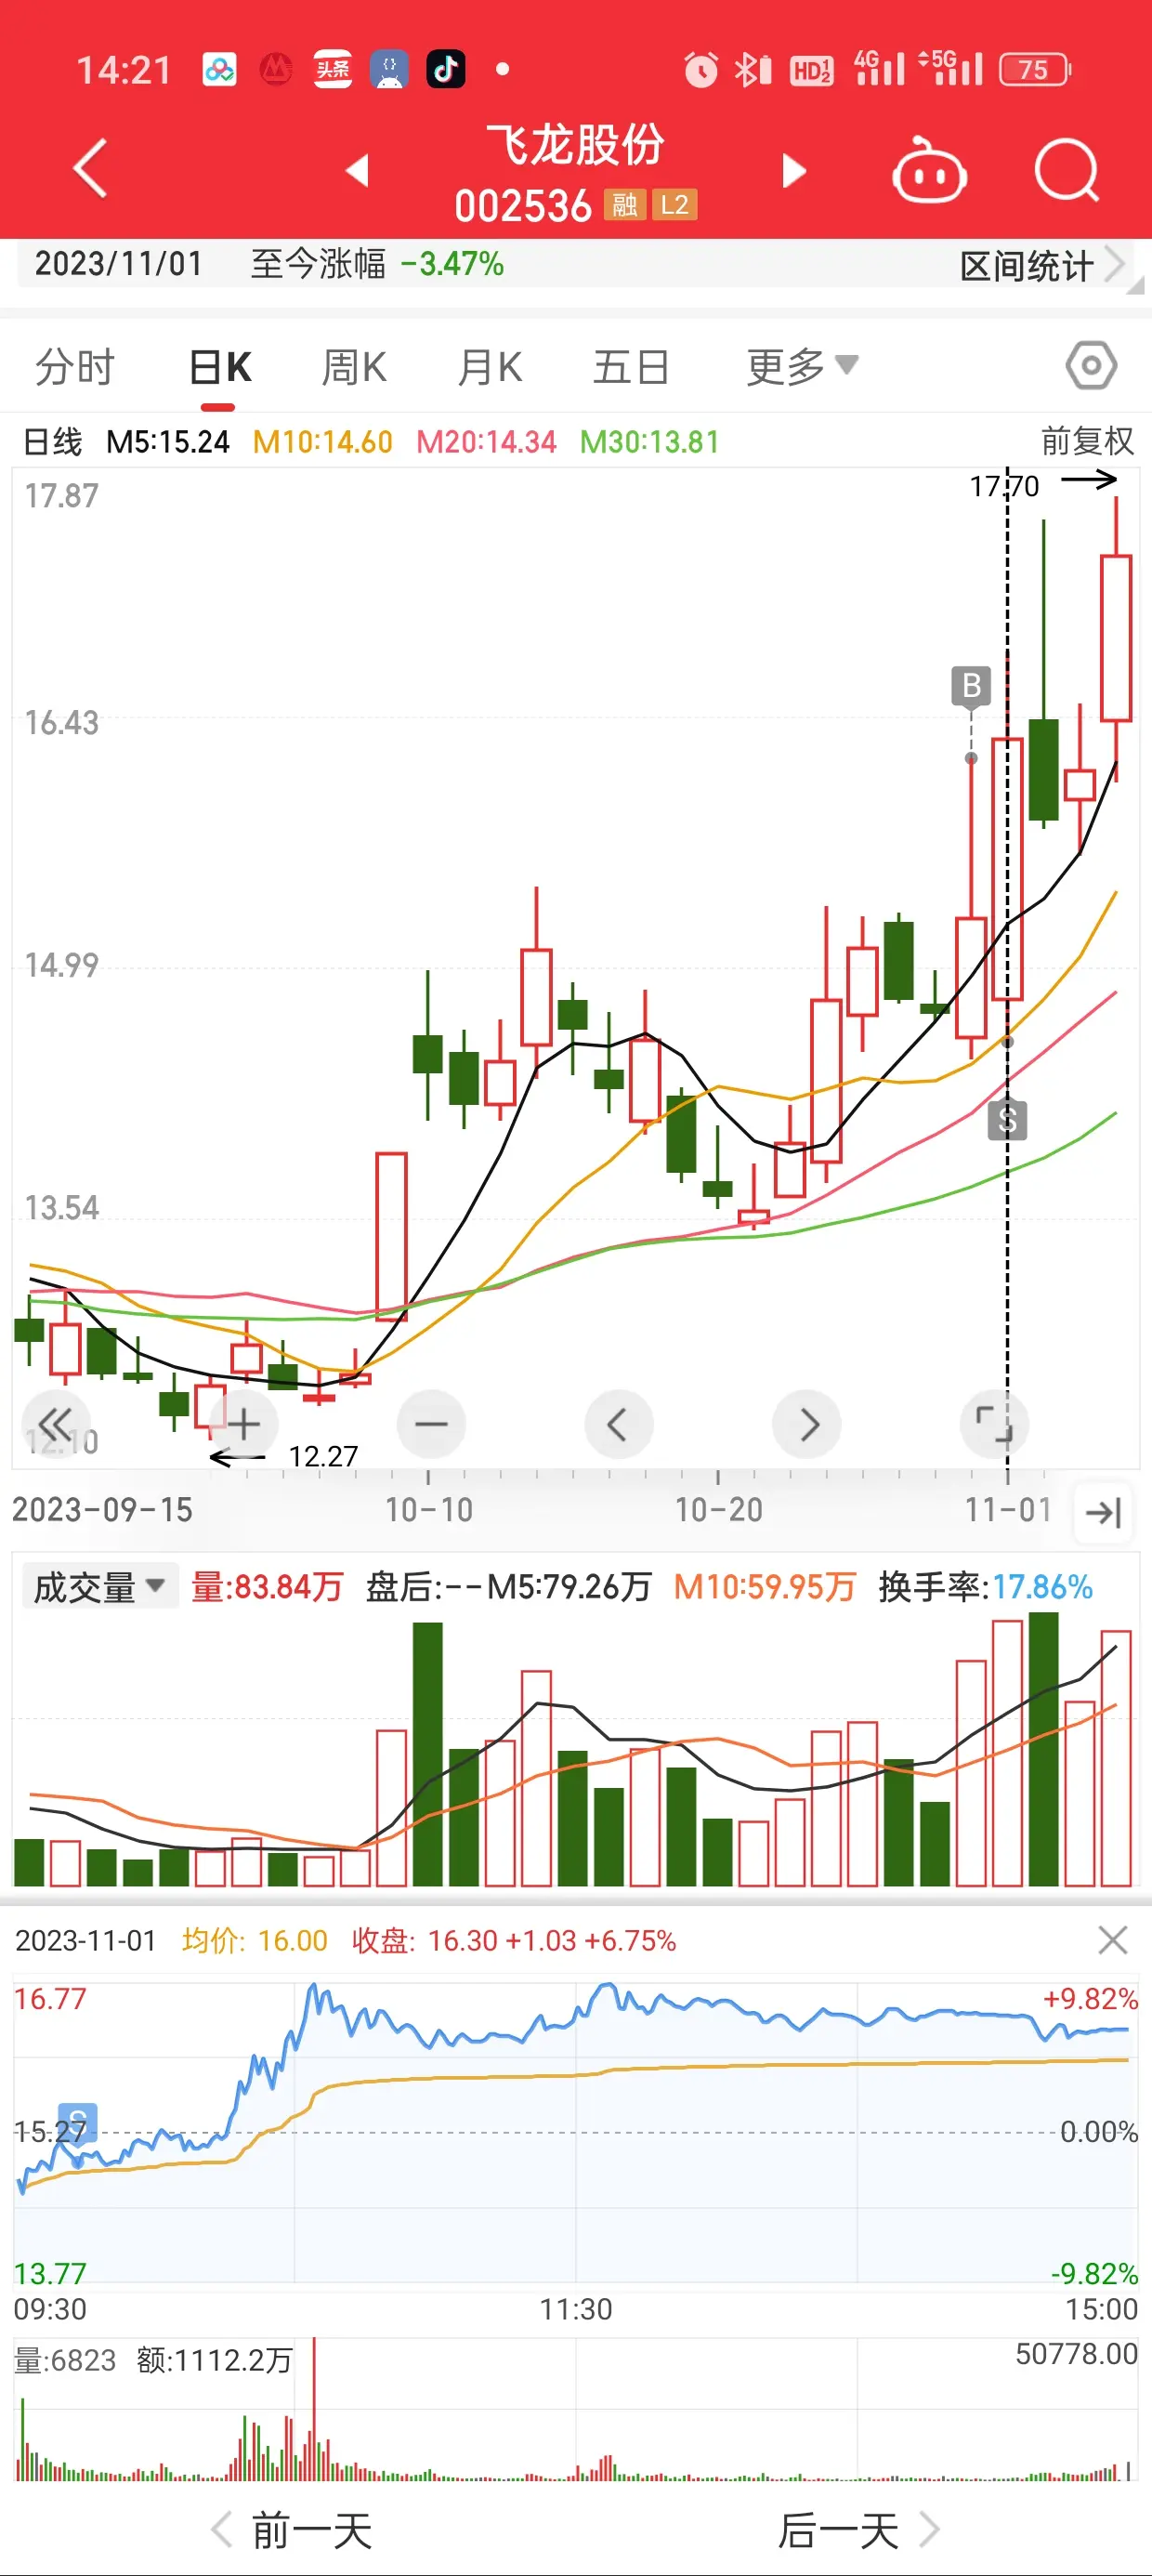 14:21 头条 HD1 2 4G 5G 75
飞龙股份
002536 融 L2
2023/11/01 至今涨幅 -3.47% 区间统计
分时 日K 周K 月K 五日 更多
日线 M5:15.24 M10:14.60 M20:14.34 M30:13.81 前复权
17.87
17.70
B
16.43
14.99
S
13.54
12.10
12.27
2023-09-15 10-10 10-20 11-01
成交量 量:83.84万 盘后:-- M5:79.26万 M10:59.95万 换手率:17.86%
2023-11-01 均价: 16.00 收盘: 16.30 +1.03 +6.75%
16.77 +9.82%
S
15.27 0.00%
13.77 -9.82%
09:30 11:30 15:00
量:6823 额:1112.2万 50778.00
前一天 后一天